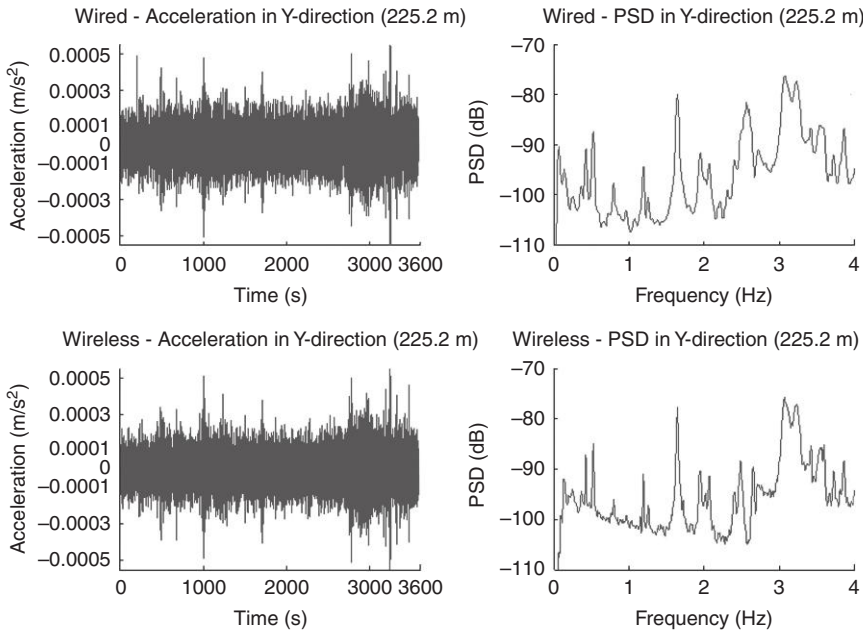 Wired - Acceleration in Y-direction (225.2 m)
Acceleration (m/s²)
0.0005
0.0003
0.0001
0
–0.0001
–0.0003
–0.0005
0 1000 2000 3000 3600
Time (s)
Wired - PSD in Y-direction (225.2 m)
PSD (dB)
–70
–80
–90
–100
–110
0 1 2 3 4
Frequency (Hz)
Wireless - Acceleration in Y-direction (225.2 m)
Acceleration (m/s²)
0.0005
0.0003
0.0001
0
–0.0001
–0.0003
–0.0005
0 1000 2000 3000 3600
Time (s)
Wireless - PSD in Y-direction (225.2 m)
PSD (dB)
–70
–80
–90
–100
–110
0 1 2 3 4
Frequency (Hz)